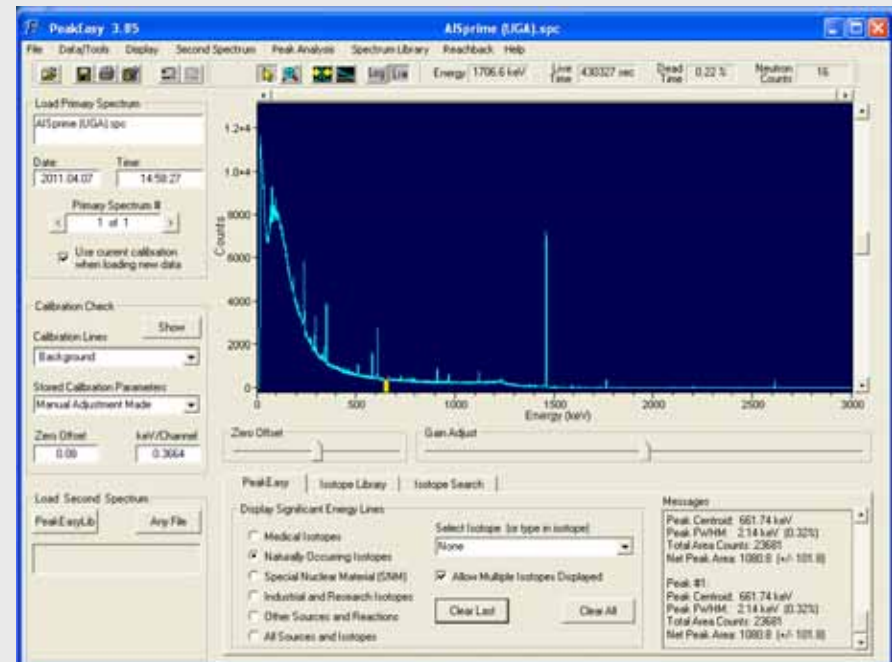 PeakEasy 3.85
AISprime (UGA).spc
File Data/Tools Display Second Spectrum Peak Analysis Spectrum Library Reachback Help
Log Lin
Energy 1706.6 keV
Live Time 430327 sec
Dead Time 0.22 %
Neutron Counts 16
Load Primary Spectrum
AISprime (UGA).spc
Date: Time:
2011.04.07 14:58:27
Primary Spectrum #
< 1 of 1 >
Use current calibration
when loading new data
Calibration Check
Show
Calibration Lines
Background
Stored Calibration Parameters
Manual Adjustment Made
Zero Offset keV/Channel
0.00 0.3664
Load Second Spectrum
PeakEasyLib Any File
Counts
1.2+4
1.0+4
8000
6000
4000
2000
0
0 500 1000 1500 2000 2500 3000
Energy (keV)
Zero Offset
Gain Adjust
PeakEasy Isotope Library Isotope Search
Display Significant Energy Lines
Medical Isotopes
Naturally Occurring Isotopes
Special Nuclear Material (SNM)
Industrial and Research Isotopes
Other Sources and Reactions
All Sources and Isotopes
Select Isotope (or type in isotope)
None
Allow Multiple Isotopes Displayed
Clear Last Clear All
Messages
Peak Centroid: 661.74 keV
Peak FWHM: 2.14 keV (0.32%)
Total Area Counts: 23681
Net Peak Area: 1080.8 (+/- 101.8)
Peak #1:
Peak Centroid: 661.74 keV
Peak FWHM: 2.14 keV (0.32%)
Total Area Counts: 23681
Net Peak Area: 1080.8 (+/- 101.8)